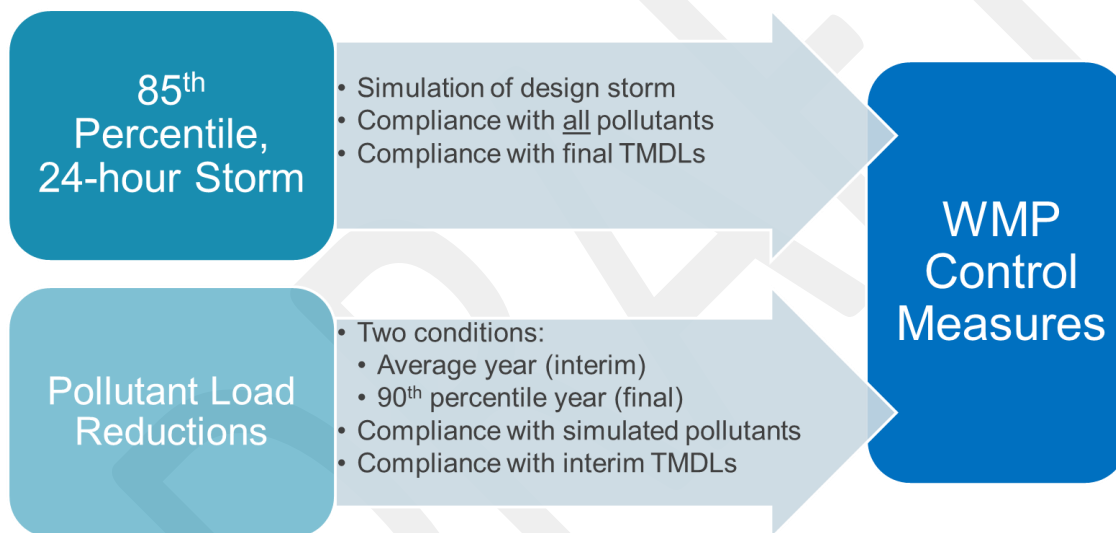 85th
Percentile,
24-hour Storm
• Simulation of design storm
• Compliance with all pollutants
• Compliance with final TMDLs
Pollutant Load
Reductions
• Two conditions:
• Average year (interim)
• 90th percentile year (final)
• Compliance with simulated pollutants
• Compliance with interim TMDLs
WMP
Control
Measures